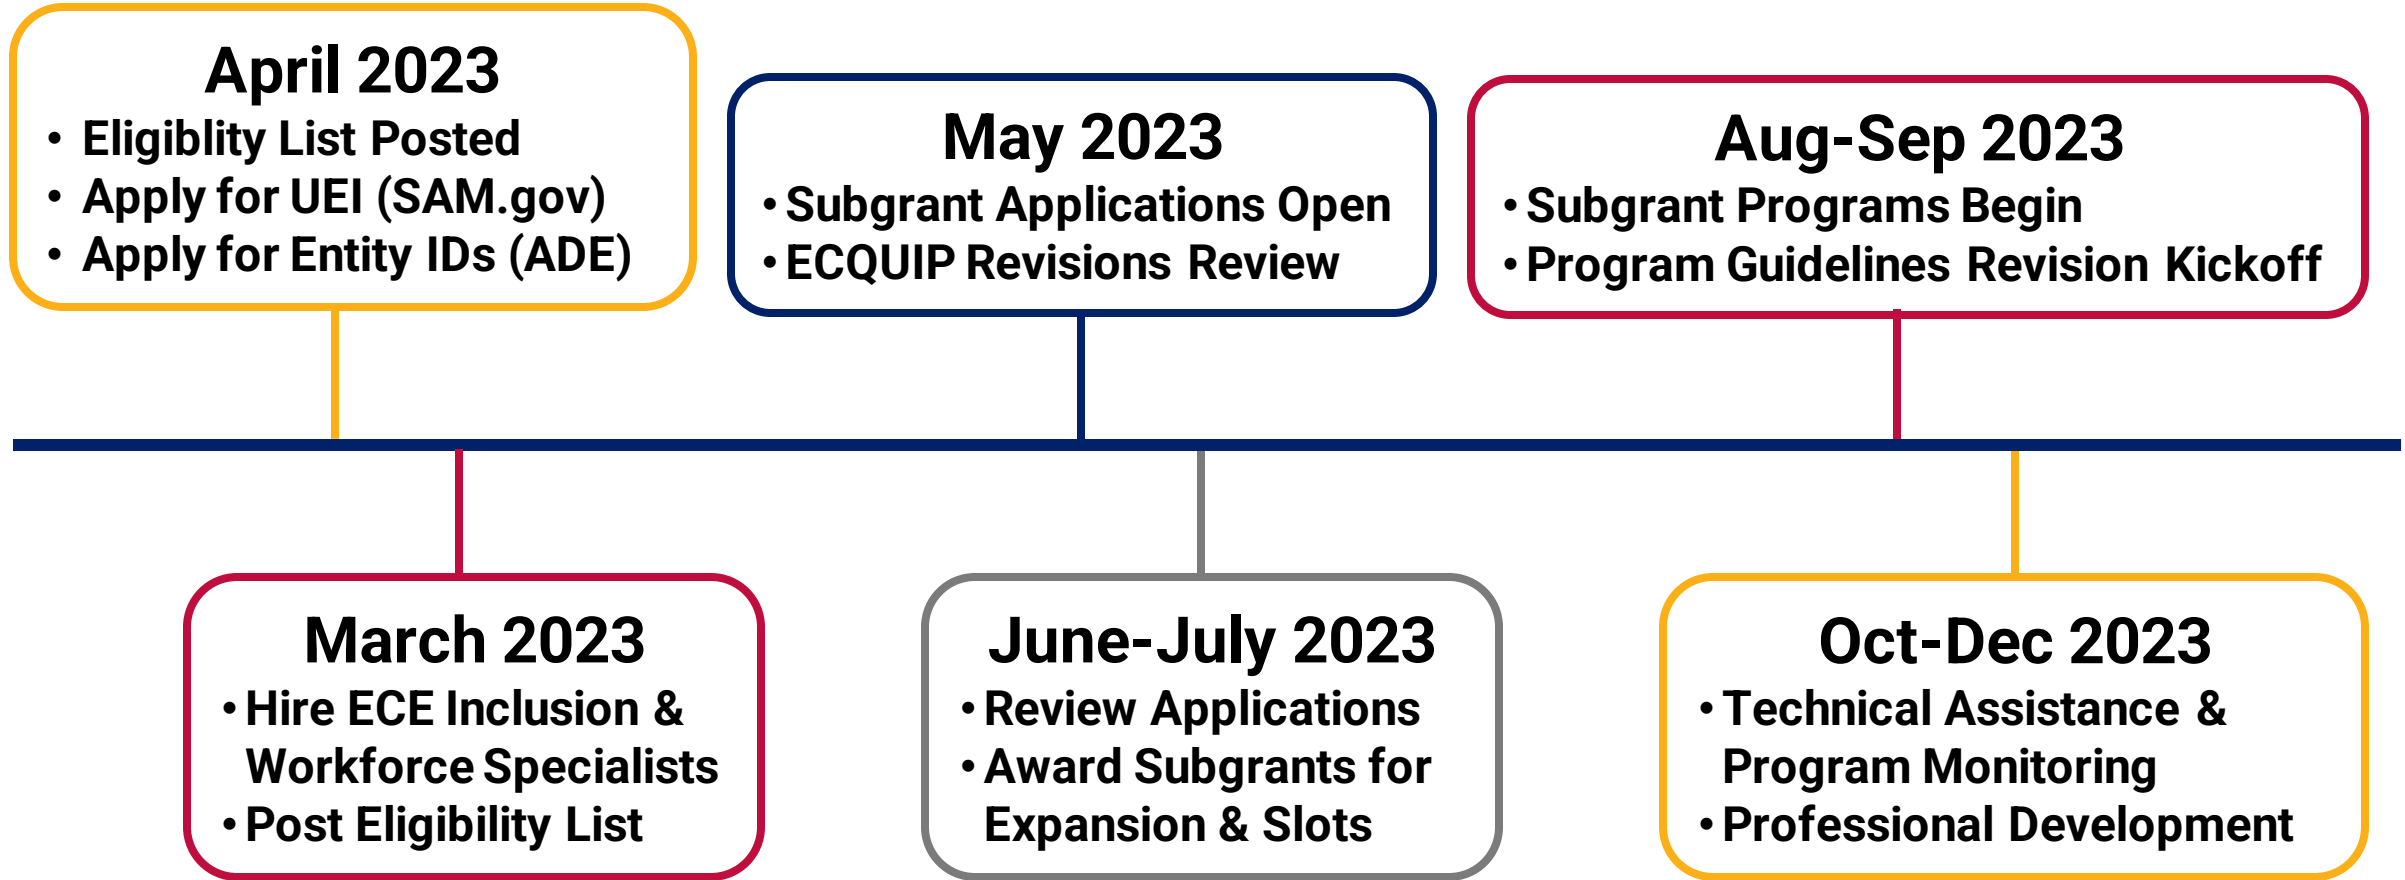 April 2023
• Eligiblity List Posted
• Apply for UEI (SAM.gov)
• Apply for Entity IDs (ADE)
May 2023
• Subgrant Applications Open
• ECQUIP Revisions Review
Aug-Sep 2023
• Subgrant Programs Begin
• Program Guidelines Revision Kickoff
March 2023
• Hire ECE Inclusion &
Workforce Specialists
• Post Eligibility List
June-July 2023
• Review Applications
• Award Subgrants for
Expansion & Slots
Oct-Dec 2023
• Technical Assistance &
Program Monitoring
• Professional Development